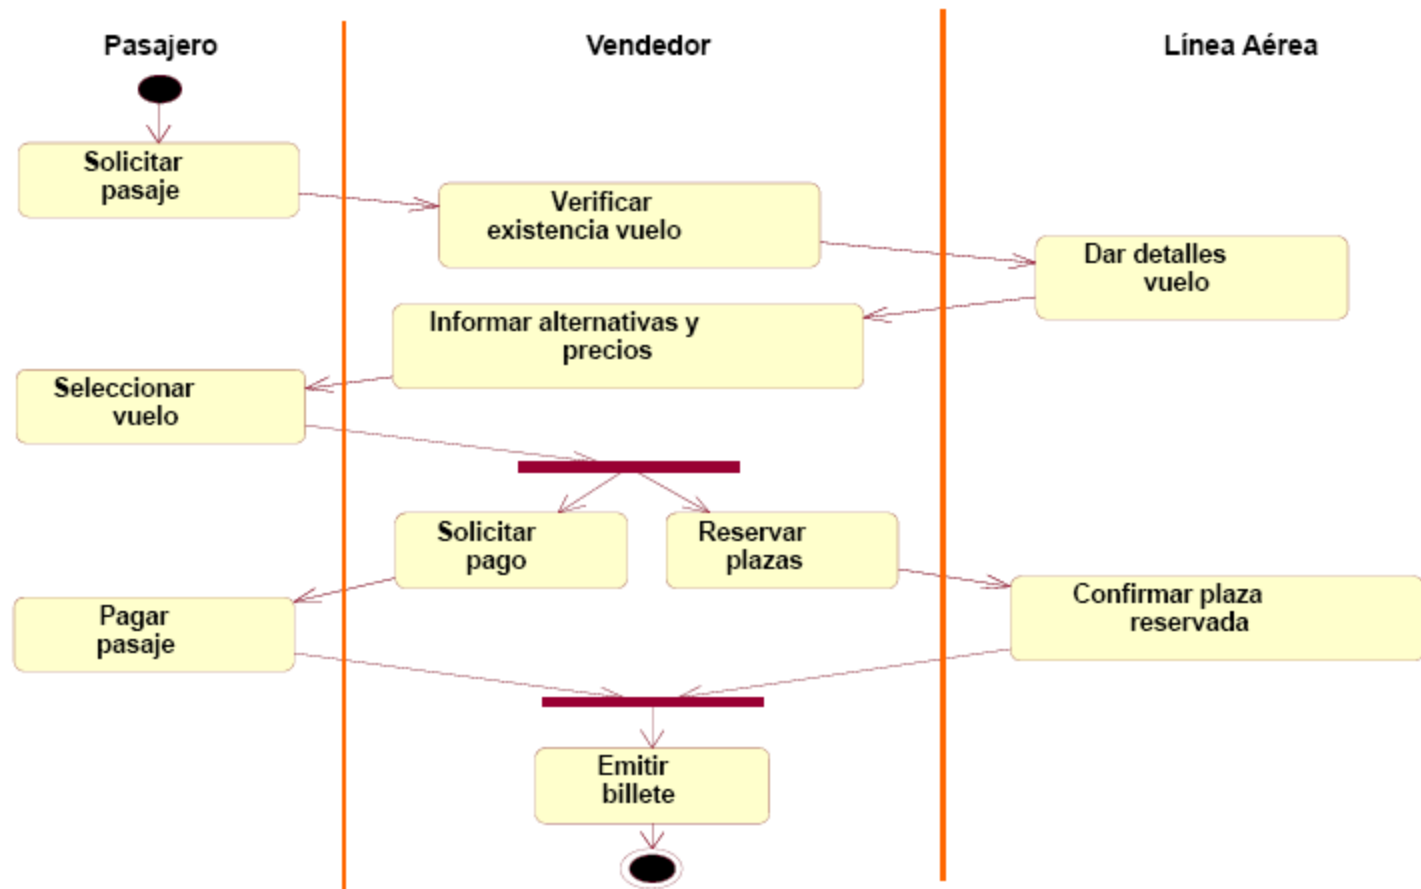 Pasajero
Vendedor
Línea Aérea
Solicitar
pasaje
Verificar
existencia vuelo
Dar detalles
vuelo
Informar alternativas y
precios
Seleccionar
vuelo
Solicitar
pago
Reservar
plazas
Confirmar plaza
reservada
Pagar
pasaje
Emitir
billete